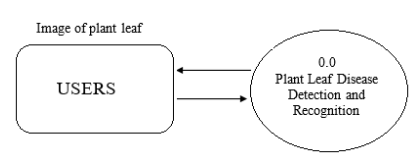 Image of plant leaf
USERS
0.0
Plant Leaf Disease
Detection and
Recognition